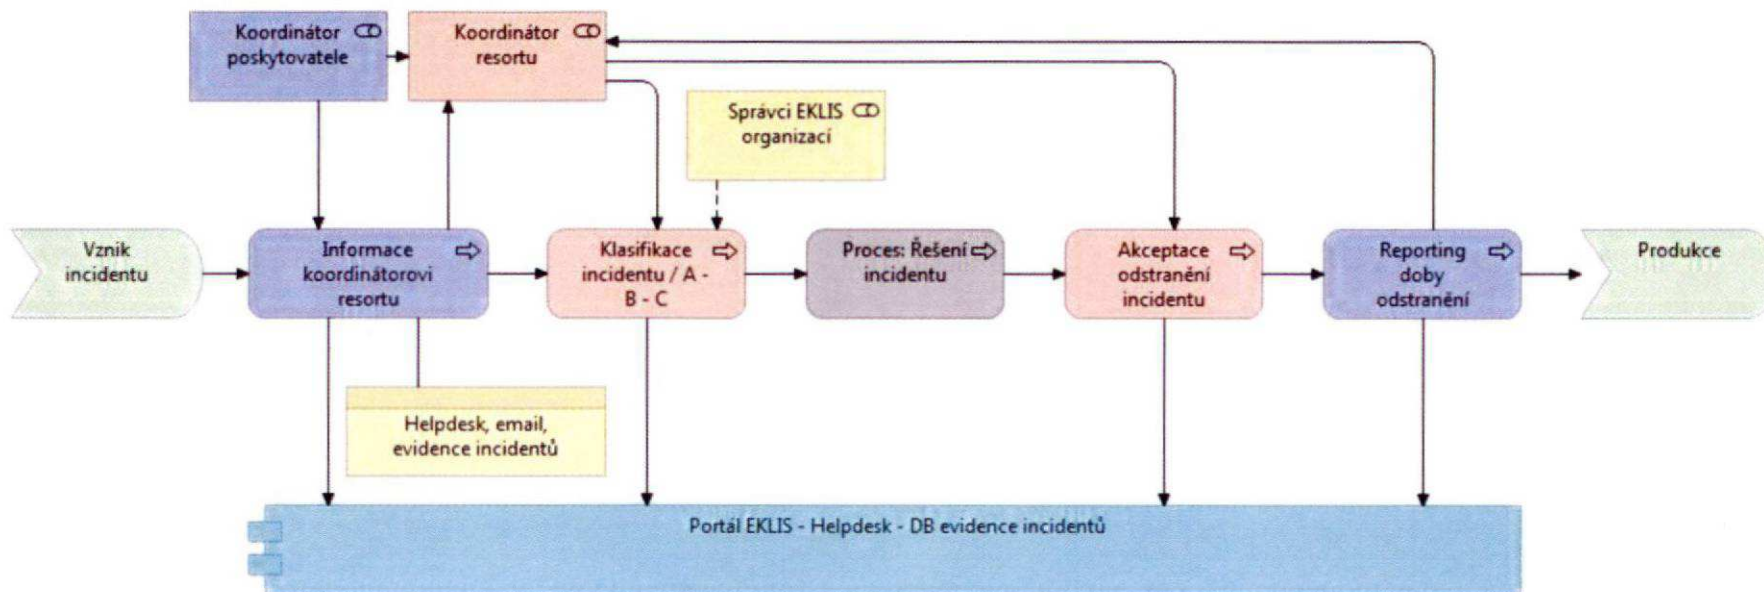 Koordinátor
poskytovatele
Koordinátor
resortu
Správci EKLIS
organizací
Vznik
incidentu
Informace
koordinátorovi
resortu
Klasifikace
incidentu / A -
B - C
Proces: Řešení
incidentu
Akceptace
odstranění
incidentu
Reporting
doby
odstranění
Produkce
Helpdesk, email,
evidence incidentů
Portál EKLIS - Helpdesk - DB evidence incidentů